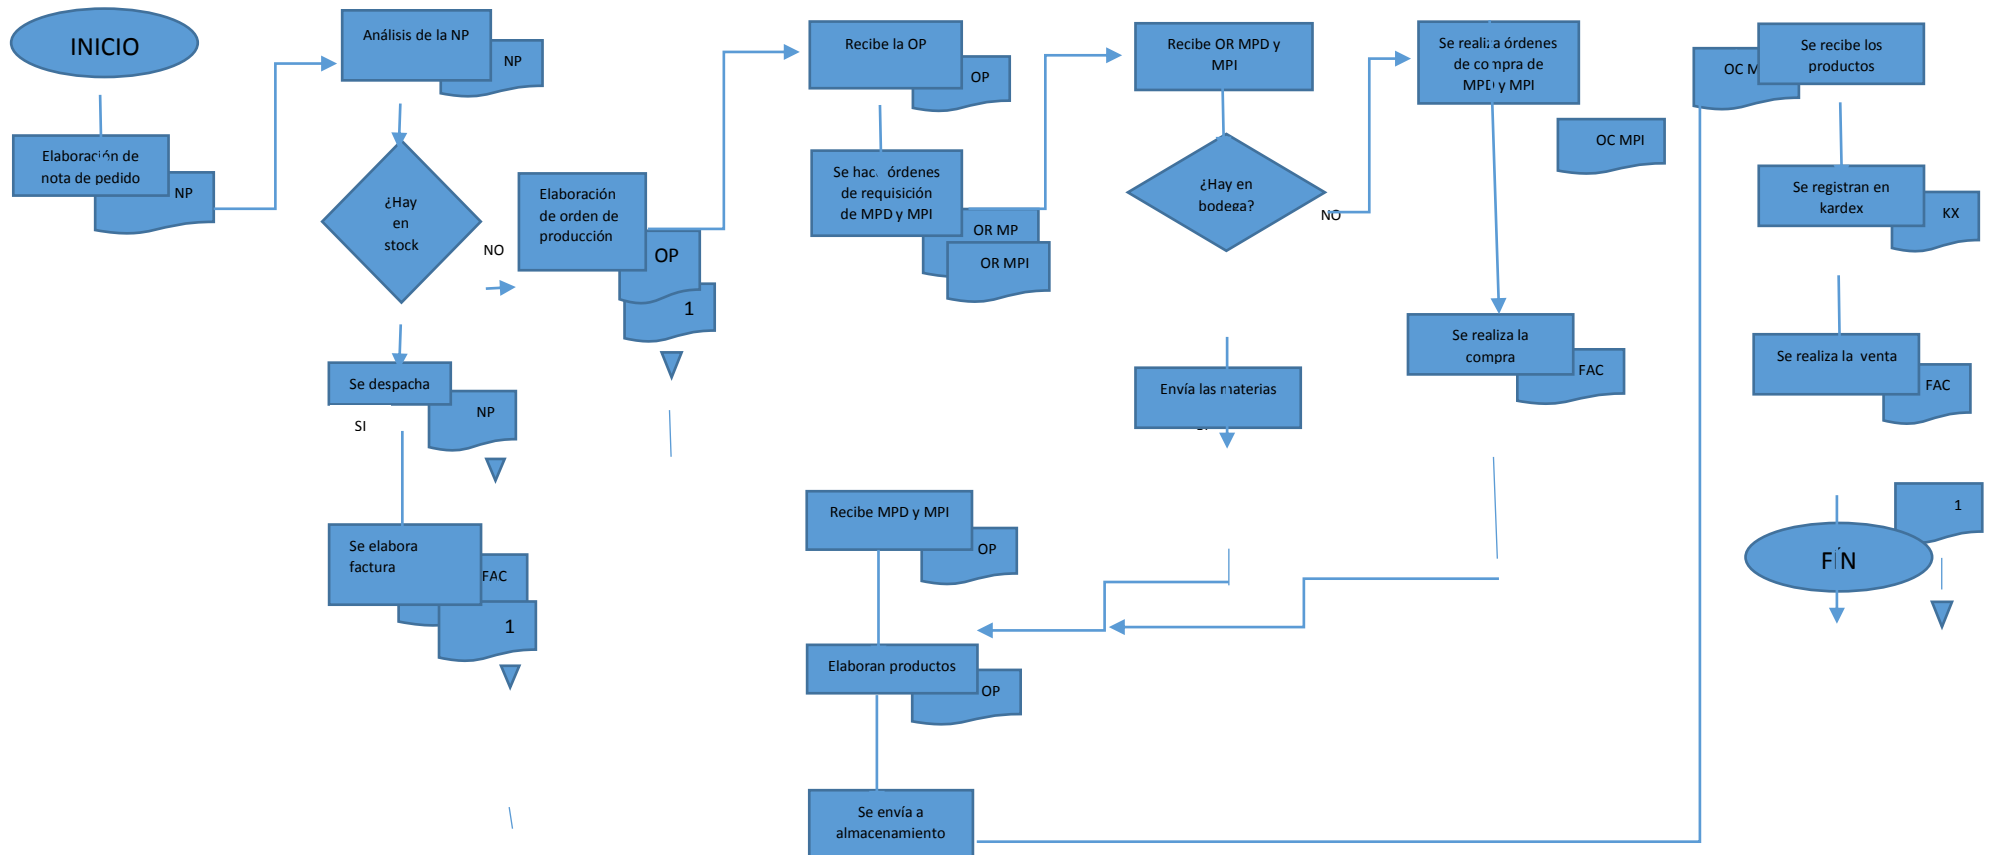 INICIO
Elaboración de
nota de pedido
NP
Análisis de la NP
NP
¿Hay
en
stock
NO
Se despacha
SI
NP
Se elabora
factura
FAC
1
Elaboración
de orden de
producción
OP
1
Recibe la OP
OP
Se hac órdenes
de requisición
de MPD y MPI
OR MP
OR MPI
Recibe OR MPD y
MPI
¿Hay en
bodega?
NO
Envía las materias
Recibe MPD y MPI
OP
Elaboran productos
OP
Se envía a
almacenamiento
Se realiza órdenes
de compra de
MPD y MPI
OC MPI
Se realiza la
compra
FAC
OC M
Se recibe los
productos
Se registran en
kardex
KX
Se realiza la venta
FAC
1
FÍN